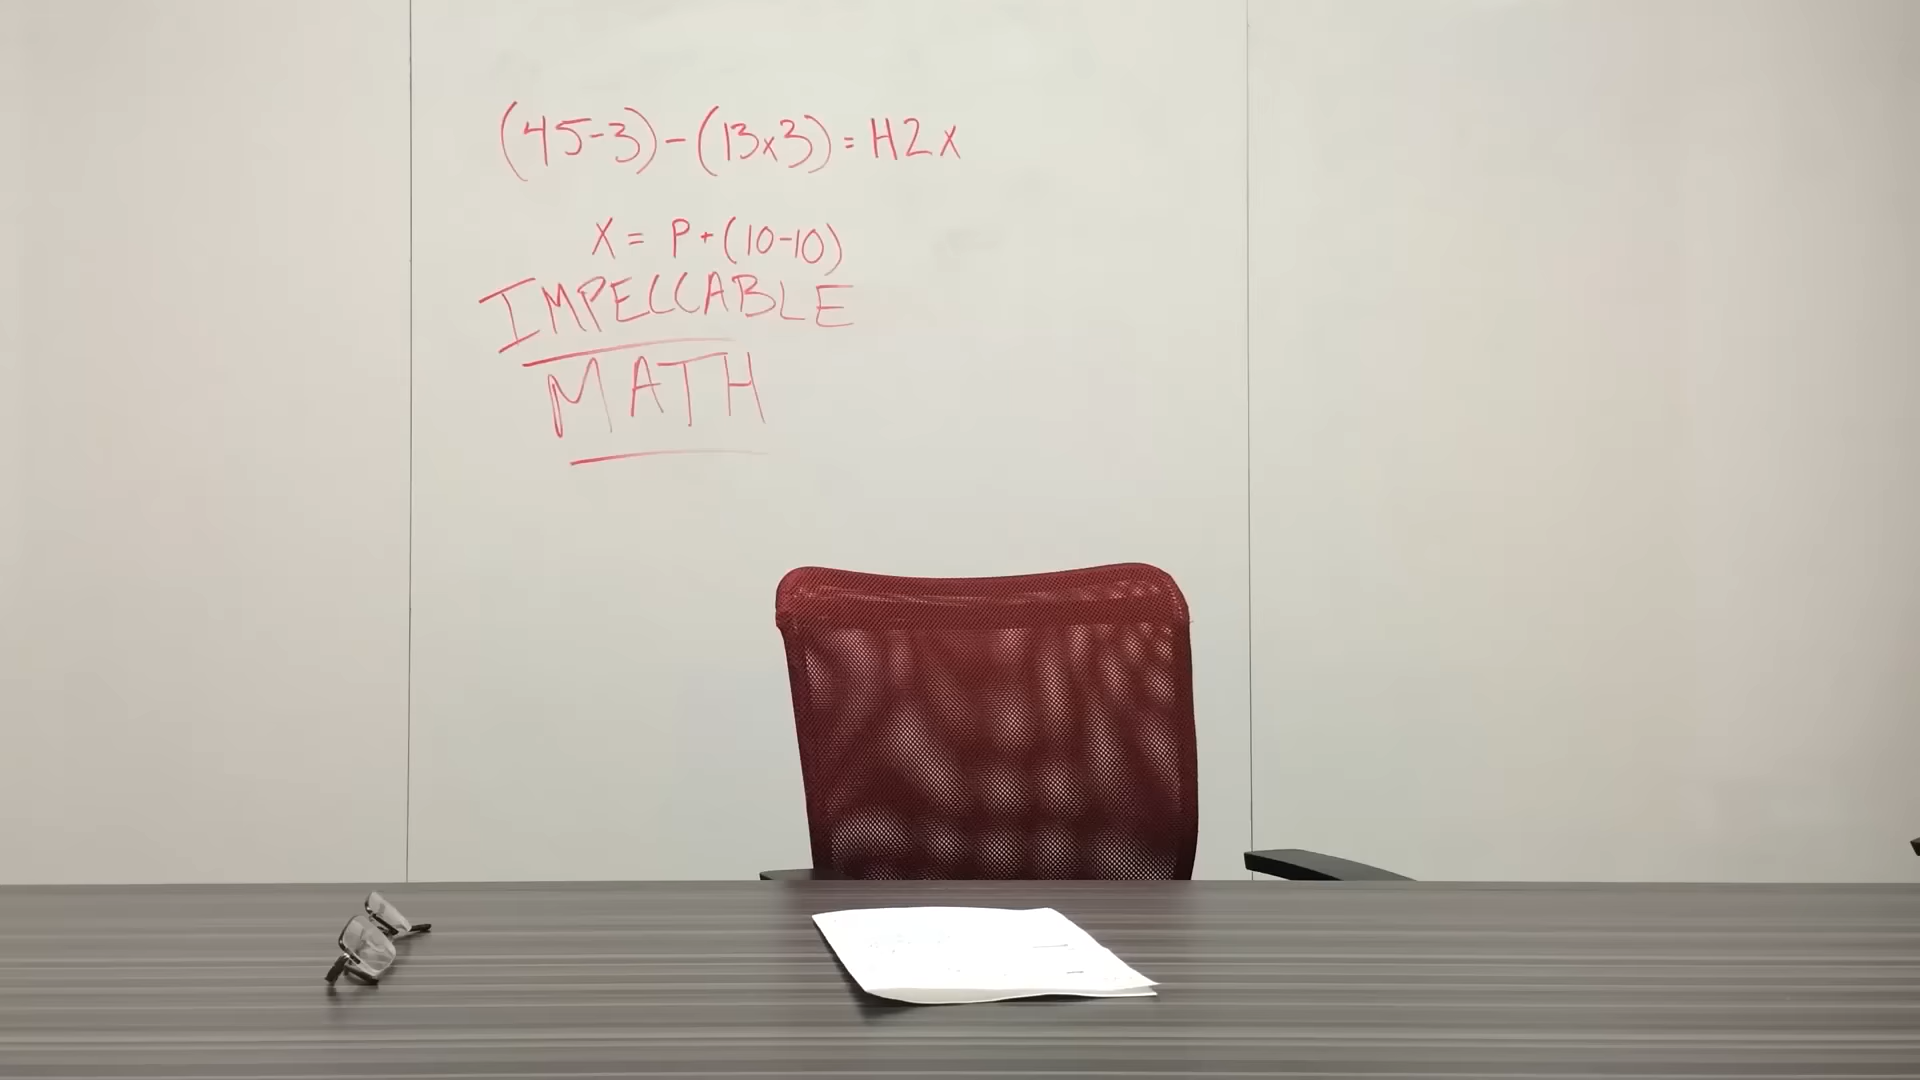 (45-3)-(13x3)=H2X
X=P+(10-10)
IMPECCABLE
MATH